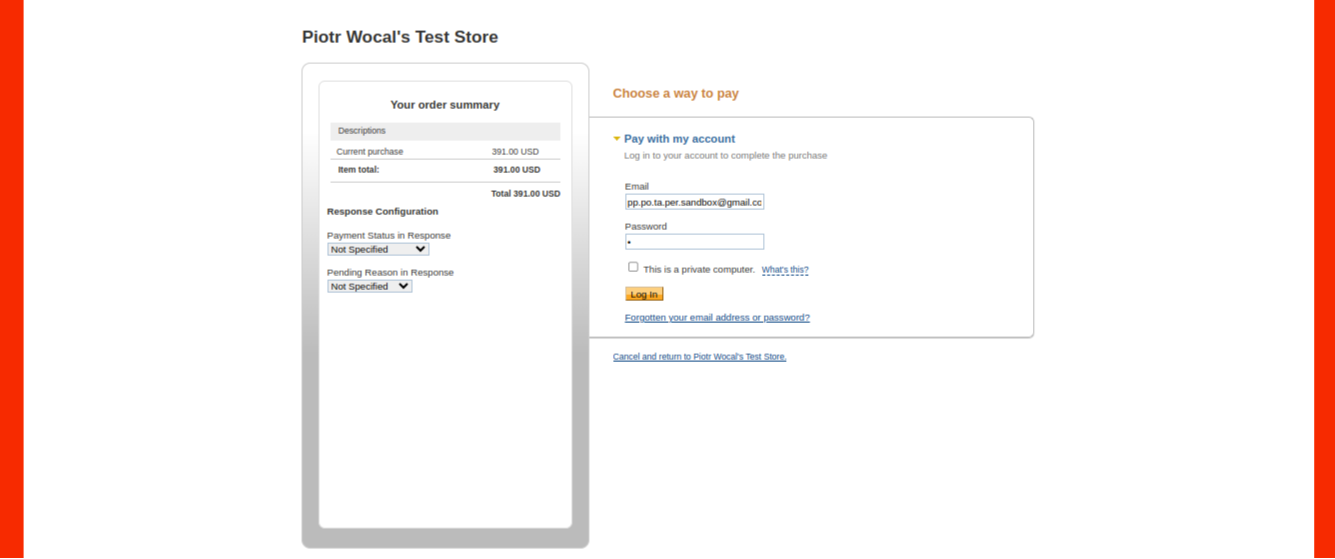 Piotr Wocal's Test Store
Your order summary
Descriptions
Current purchase 391.00 USD
Item total: 391.00 USD
Total 391.00 USD
Response Configuration
Payment Status in Response
Not Specified
Pending Reason in Response
Not Specified
Choose a way to pay
Pay with my account
Log in to your account to complete the purchase
Email
pp.po.ta.per.sandbox@gmail.cc
Password
•
This is a private computer. What's this?
Log In
Forgotten your email address or password?
Cancel and return to Piotr Wocal's Test Store.